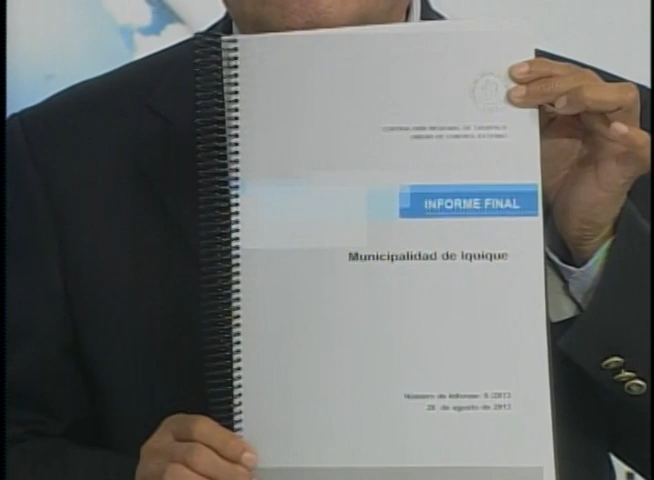 CONTRALORÍA REGIONAL DE TARAPACÁ
UNIDAD DE CONTROL EXTERNO
INFORME FINAL
Municipalidad de Iquique
Número de Informe: 6 /2013
28 de agosto de 2013